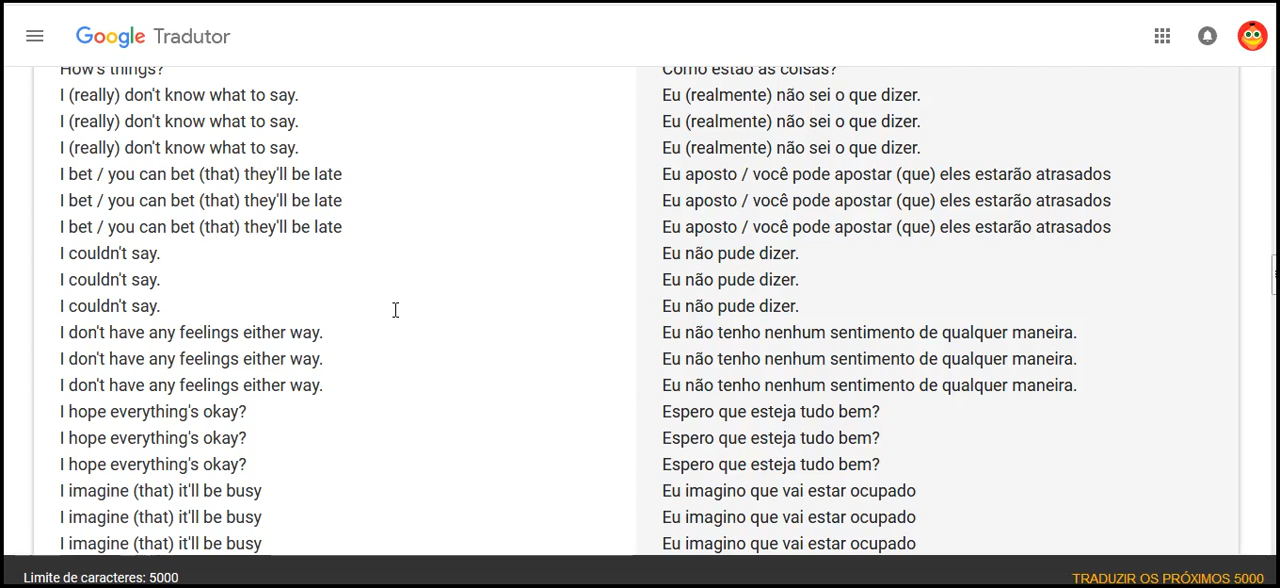 Google Tradutor
How's things?
I (really) don't know what to say.
I (really) don't know what to say.
I (really) don't know what to say.
I bet / you can bet (that) they'll be late
I bet / you can bet (that) they'll be late
I bet / you can bet (that) they'll be late
I couldn't say.
I couldn't say.
I couldn't say.
I don't have any feelings either way.
I don't have any feelings either way.
I don't have any feelings either way.
I hope everything's okay?
I hope everything's okay?
I hope everything's okay?
I imagine (that) it'll be busy
I imagine (that) it'll be busy
I imagine (that) it'll be busy
Como estão as coisas?
Eu (realmente) não sei o que dizer.
Eu (realmente) não sei o que dizer.
Eu (realmente) não sei o que dizer.
Eu aposto / você pode apostar (que) eles estarão atrasados
Eu aposto / você pode apostar (que) eles estarão atrasados
Eu aposto / você pode apostar (que) eles estarão atrasados
Eu não pude dizer.
Eu não pude dizer.
Eu não pude dizer.
Eu não tenho nenhum sentimento de qualquer maneira.
Eu não tenho nenhum sentimento de qualquer maneira.
Eu não tenho nenhum sentimento de qualquer maneira.
Espero que esteja tudo bem?
Espero que esteja tudo bem?
Espero que esteja tudo bem?
Eu imagino que vai estar ocupado
Eu imagino que vai estar ocupado
Eu imagino que vai estar ocupado
Limite de caracteres: 5000
TRADUZIR OS PRÓXIMOS 5000